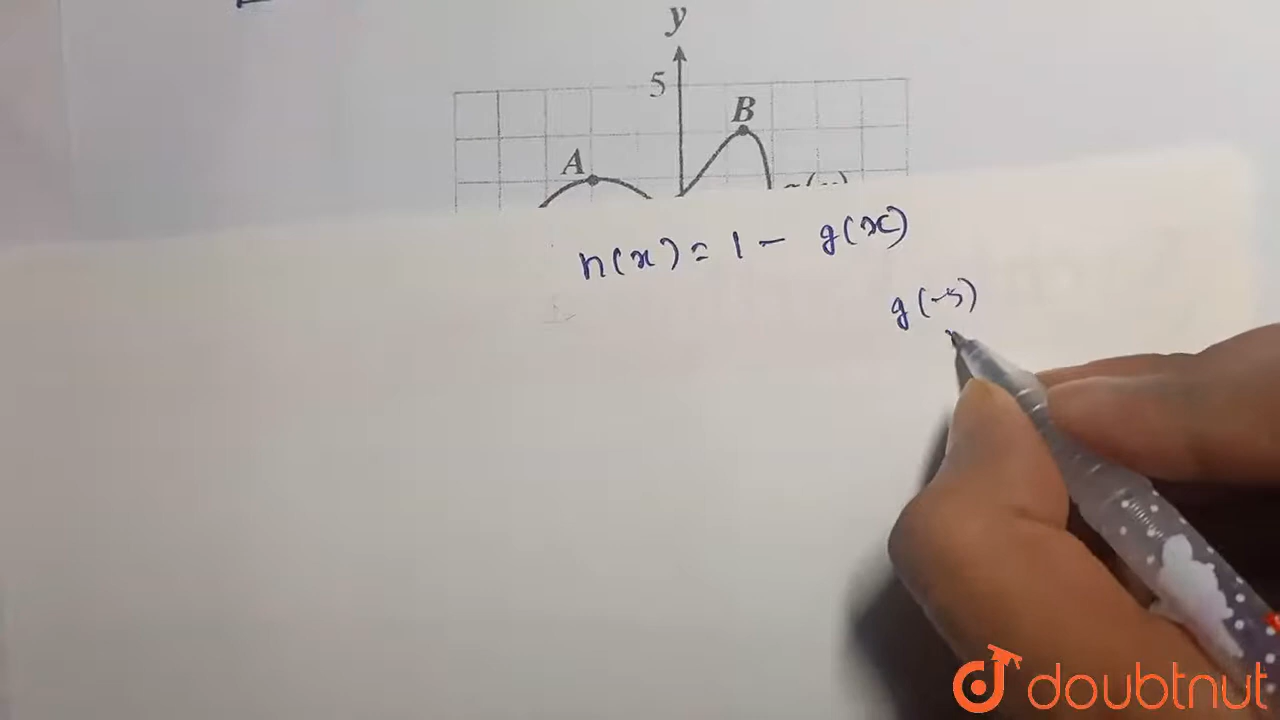 y
5
B
A
n(x) = 1 - g(x)
g(-5)
doubtnut